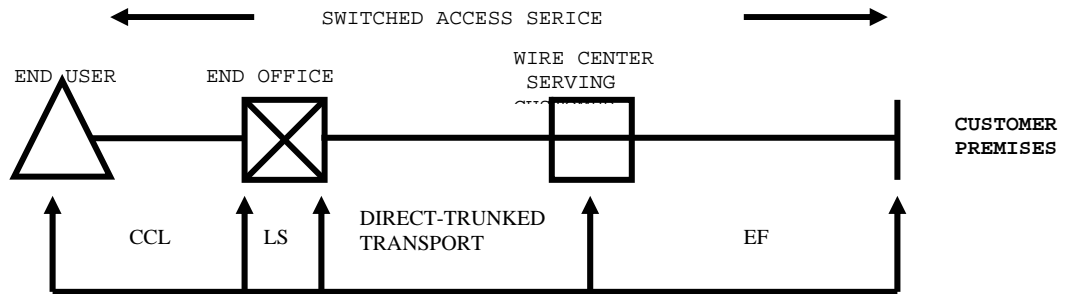 SWITCHED ACCESS SERICE
WIRE CENTER
SERVING
END USER
END OFFICE
CUSTOMER
PREMISES
CCL
LS
DIRECT-TRUNKED
TRANSPORT
EF